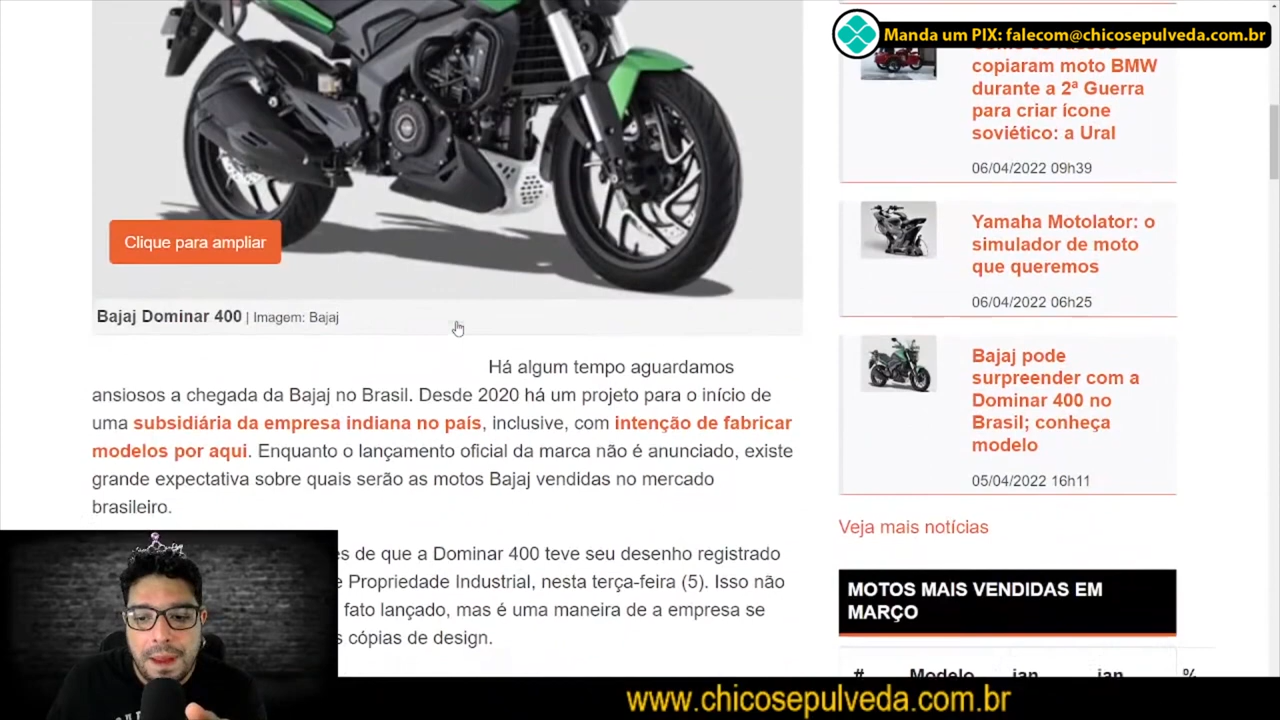 Manda um PIX: falecom@chicosepulveda.com.br
copiaram moto BMW
durante a 2ª Guerra
para criar ícone
soviético: a Ural
06/04/2022 09h39
Yamaha Motolator: o
simulador de moto
que queremos
06/04/2022 06h25
Bajaj pode
surpreender com a
Dominar 400 no
Brasil; conheça
modelo
05/04/2022 16h11
Veja mais notícias
MOTOS MAIS VENDIDAS EM
MARÇO
# Modelo jan jan %
Clique para ampliar
Bajaj Dominar 400 | Imagem: Bajaj
Há algum tempo aguardamos
ansiosos a chegada da Bajaj no Brasil. Desde 2020 há um projeto para o início de
uma subsidiária da empresa indiana no país, inclusive, com intenção de fabricar
modelos por aqui. Enquanto o lançamento oficial da marca não é anunciado, existe
grande expectativa sobre quais serão as motos Bajaj vendidas no mercado
brasileiro.
de que a Dominar 400 teve seu desenho registrado
Propriedade Industrial, nesta terça-feira (5). Isso não
fato lançado, mas é uma maneira de a empresa se
cópias de design.
www.chicosepulveda.com.br